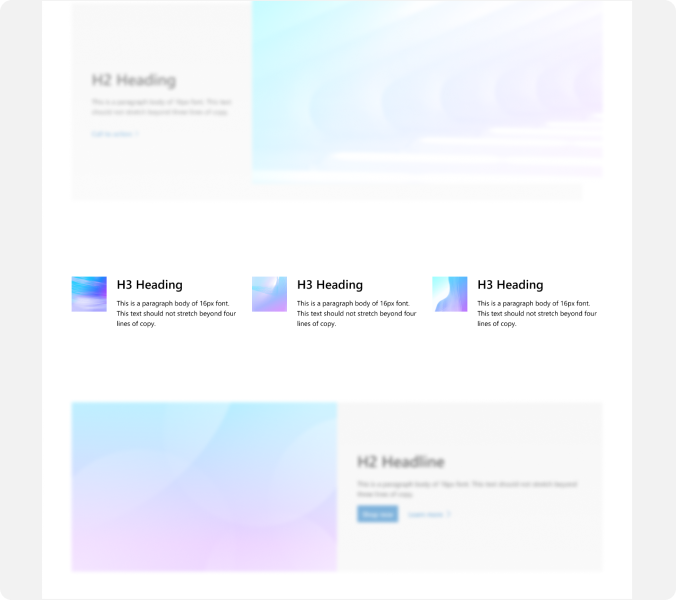 H2 Heading
This is a paragraph body of 16px font. This text
should not stretch beyond three lines of copy.
Call to action >
H3 Heading
This is a paragraph body of 16px font.
This text should not stretch beyond four
lines of copy.
H3 Heading
This is a paragraph body of 16px font.
This text should not stretch beyond four
lines of copy.
H3 Heading
This is a paragraph body of 16px font.
This text should not stretch beyond four
lines of copy.
H2 Headline
This is a paragraph body of 16px font. This text should not stretch beyond
three lines of copy.
Shop now
Learn more >